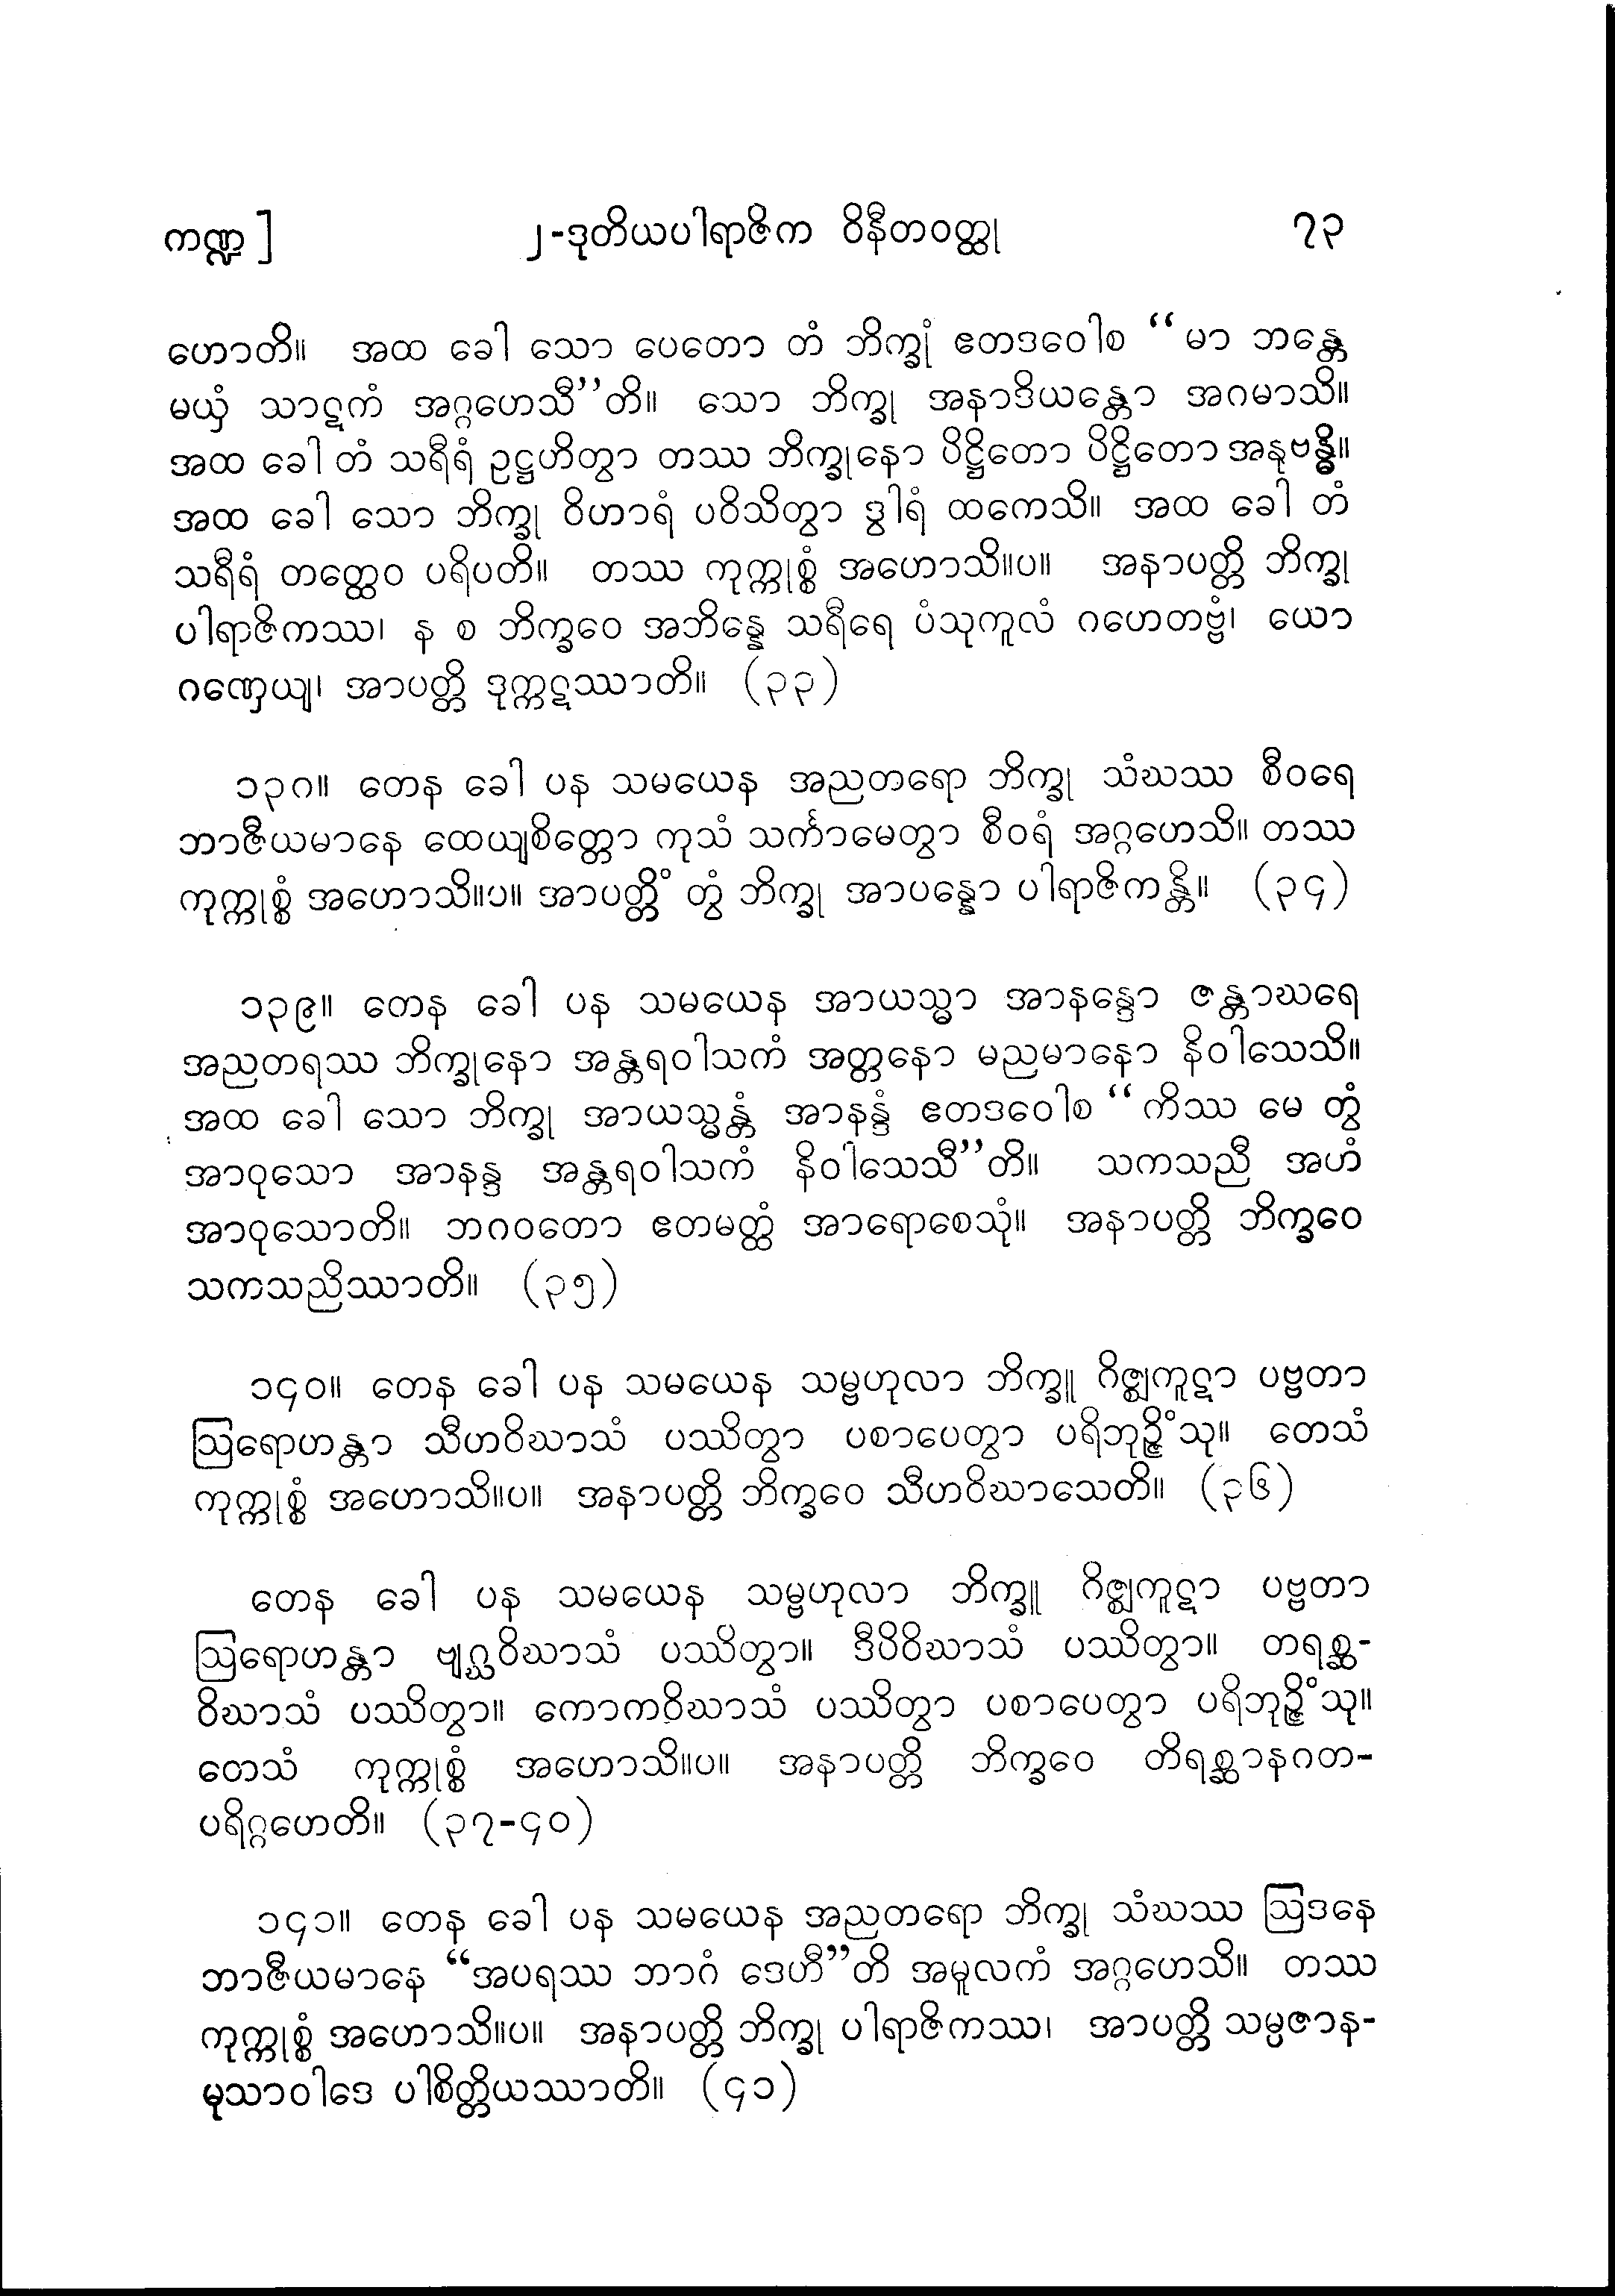 ကဏ္ဍ] ၂-ဒုတိယပါရာဇိက ဝိနီတဝတ္ထု ၇၃
ဟောတိ။ အထ ခေါ သော ပေတော တံ ဘိက္ခုံ ဧတဒဝေါစ “မာ ဘန္တေ
မယှံ သာဋကံ အဂ္ဂဟေသီ”တိ။ သော ဘိက္ခု အနာဒိယန္တော အဂမာသိ။
အထ ခေါ တံ သရီရံ ဥဋ္ဌဟိတွာ တဿ ဘိက္ခုနော ပိဋ္ဌိတော ပိဋ္ဌိတော အနုဗန္ဓိ။
အထ ခေါ သော ဘိက္ခု ဝိဟာရံ ပဝိသိတွာ ဒွါရံ ထကေသိ။ အထ ခေါ တံ
သရီရံ တတ္ထေဝ ပရိပတိ။ တဿ ကုက္ကုစ္စံ အဟောသိ။ပ။ အနာပတ္တိ ဘိက္ခု
ပါရာဇိကဿ၊ န စ ဘိက္ခဝေ အဘိန္နေ သရီရေ ပံသုကူလံ ဂဟေတဗ္ဗံ၊ ယော
ဂဏှေယျ၊ အာပတ္တိ ဒုက္ကဋဿာတိ။ (၃၃)
၁၃၈။ တေန ခေါ ပန သမယေန အညတရော ဘိက္ခု သံဃဿ စီဝရေ
ဘာဇီယမာနေ ထေယျစိတ္တော ကုသံ သင်္ကာမေတွာ စီဝရံ အဂ္ဂဟေသိ။ တဿ
ကုက္ကုစ္စံ အဟောသိ။ပ။ အာပတ္တိံ တွံ ဘိက္ခု အာပန္နော ပါရာဇိကန္တိ။ (၃၄)
၁၃၉။ တေန ခေါ ပန သမယေန အာယသ္မာ အာနန္ဒော ဇန္တာဃရေ
အညတရဿ ဘိက္ခုနော အန္တရဝါသကံ အတ္တနော မညမာနော နိဝါသေသိ။
အထ ခေါ သော ဘိက္ခု အာယသ္မန္တံ အာနန္ဒံ ဧတဒဝေါစ “ကိဿ မေ တွံ
အာဝုသော အာနန္ဒ အန္တရဝါသကံ နိဝါသေသီ”တိ။ သကသညီ အဟံ
အာဝုသောတိ။ ဘဂဝတော ဧတမတ္ထံ အာရောစေသုံ။ အနာပတ္တိ ဘိက္ခဝေ
သကသညိဿာတိ။ (၃၅)
၁၄၀။ တေန ခေါ ပန သမယေန သမ္ဗဟုလာ ဘိက္ခူ ဂိဇ္ဈကူဋာ ပဗ္ဗတာ
ဩရောဟန္တာ သီဟဝိဃာသံ ပဿိတွာ ပစာပေတွာ ပရိဘုဉ္ဇိံသု။ တေသံ
ကုက္ကုစ္စံ အဟောသိ။ပ။ အနာပတ္တိ ဘိက္ခဝေ သီဟဝိဃာသေတိ။ (၃၆)
တေန ခေါ ပန သမယေန သမ္ဗဟုလာ ဘိက္ခူ ဂိဇ္ဈကူဋာ ပဗ္ဗတာ
ဩရောဟန္တာ ဗျဂ္ဃဝိဃာသံ ပဿိတွာ။ ဒီပိဝိဃာသံ ပဿိတွာ။ တရစ္ဆ-
ဝိဃာသံ ပဿိတွာ။ ကောကဝိဃာသံ ပဿိတွာ ပစာပေတွာ ပရိဘုဉ္ဇိံသု။
တေသံ ကုက္ကုစ္စံ အဟောသိ။ပ။ အနာပတ္တိ ဘိက္ခဝေ တိရစ္ဆာနဂတ-
ပရိဂ္ဂဟေတိ။ (၃၇-၄၀)
၁၄၁။ တေန ခေါ ပန သမယေန အညတရော ဘိက္ခု သံဃဿ ဩဒနေ
ဘာဇီယမာနေ “အပရဿ ဘာဂံ ဒေဟီ”တိ အမူလကံ အဂ္ဂဟေသိ။ တဿ
ကုက္ကုစ္စံ အဟောသိ။ပ။ အနာပတ္တိ ဘိက္ခု ပါရာဇိကဿ၊ အာပတ္တိ သမ္ပဇာန-
မုသာဝါဒေ ပါစိတ္တိယဿာတိ။ (၄၁)